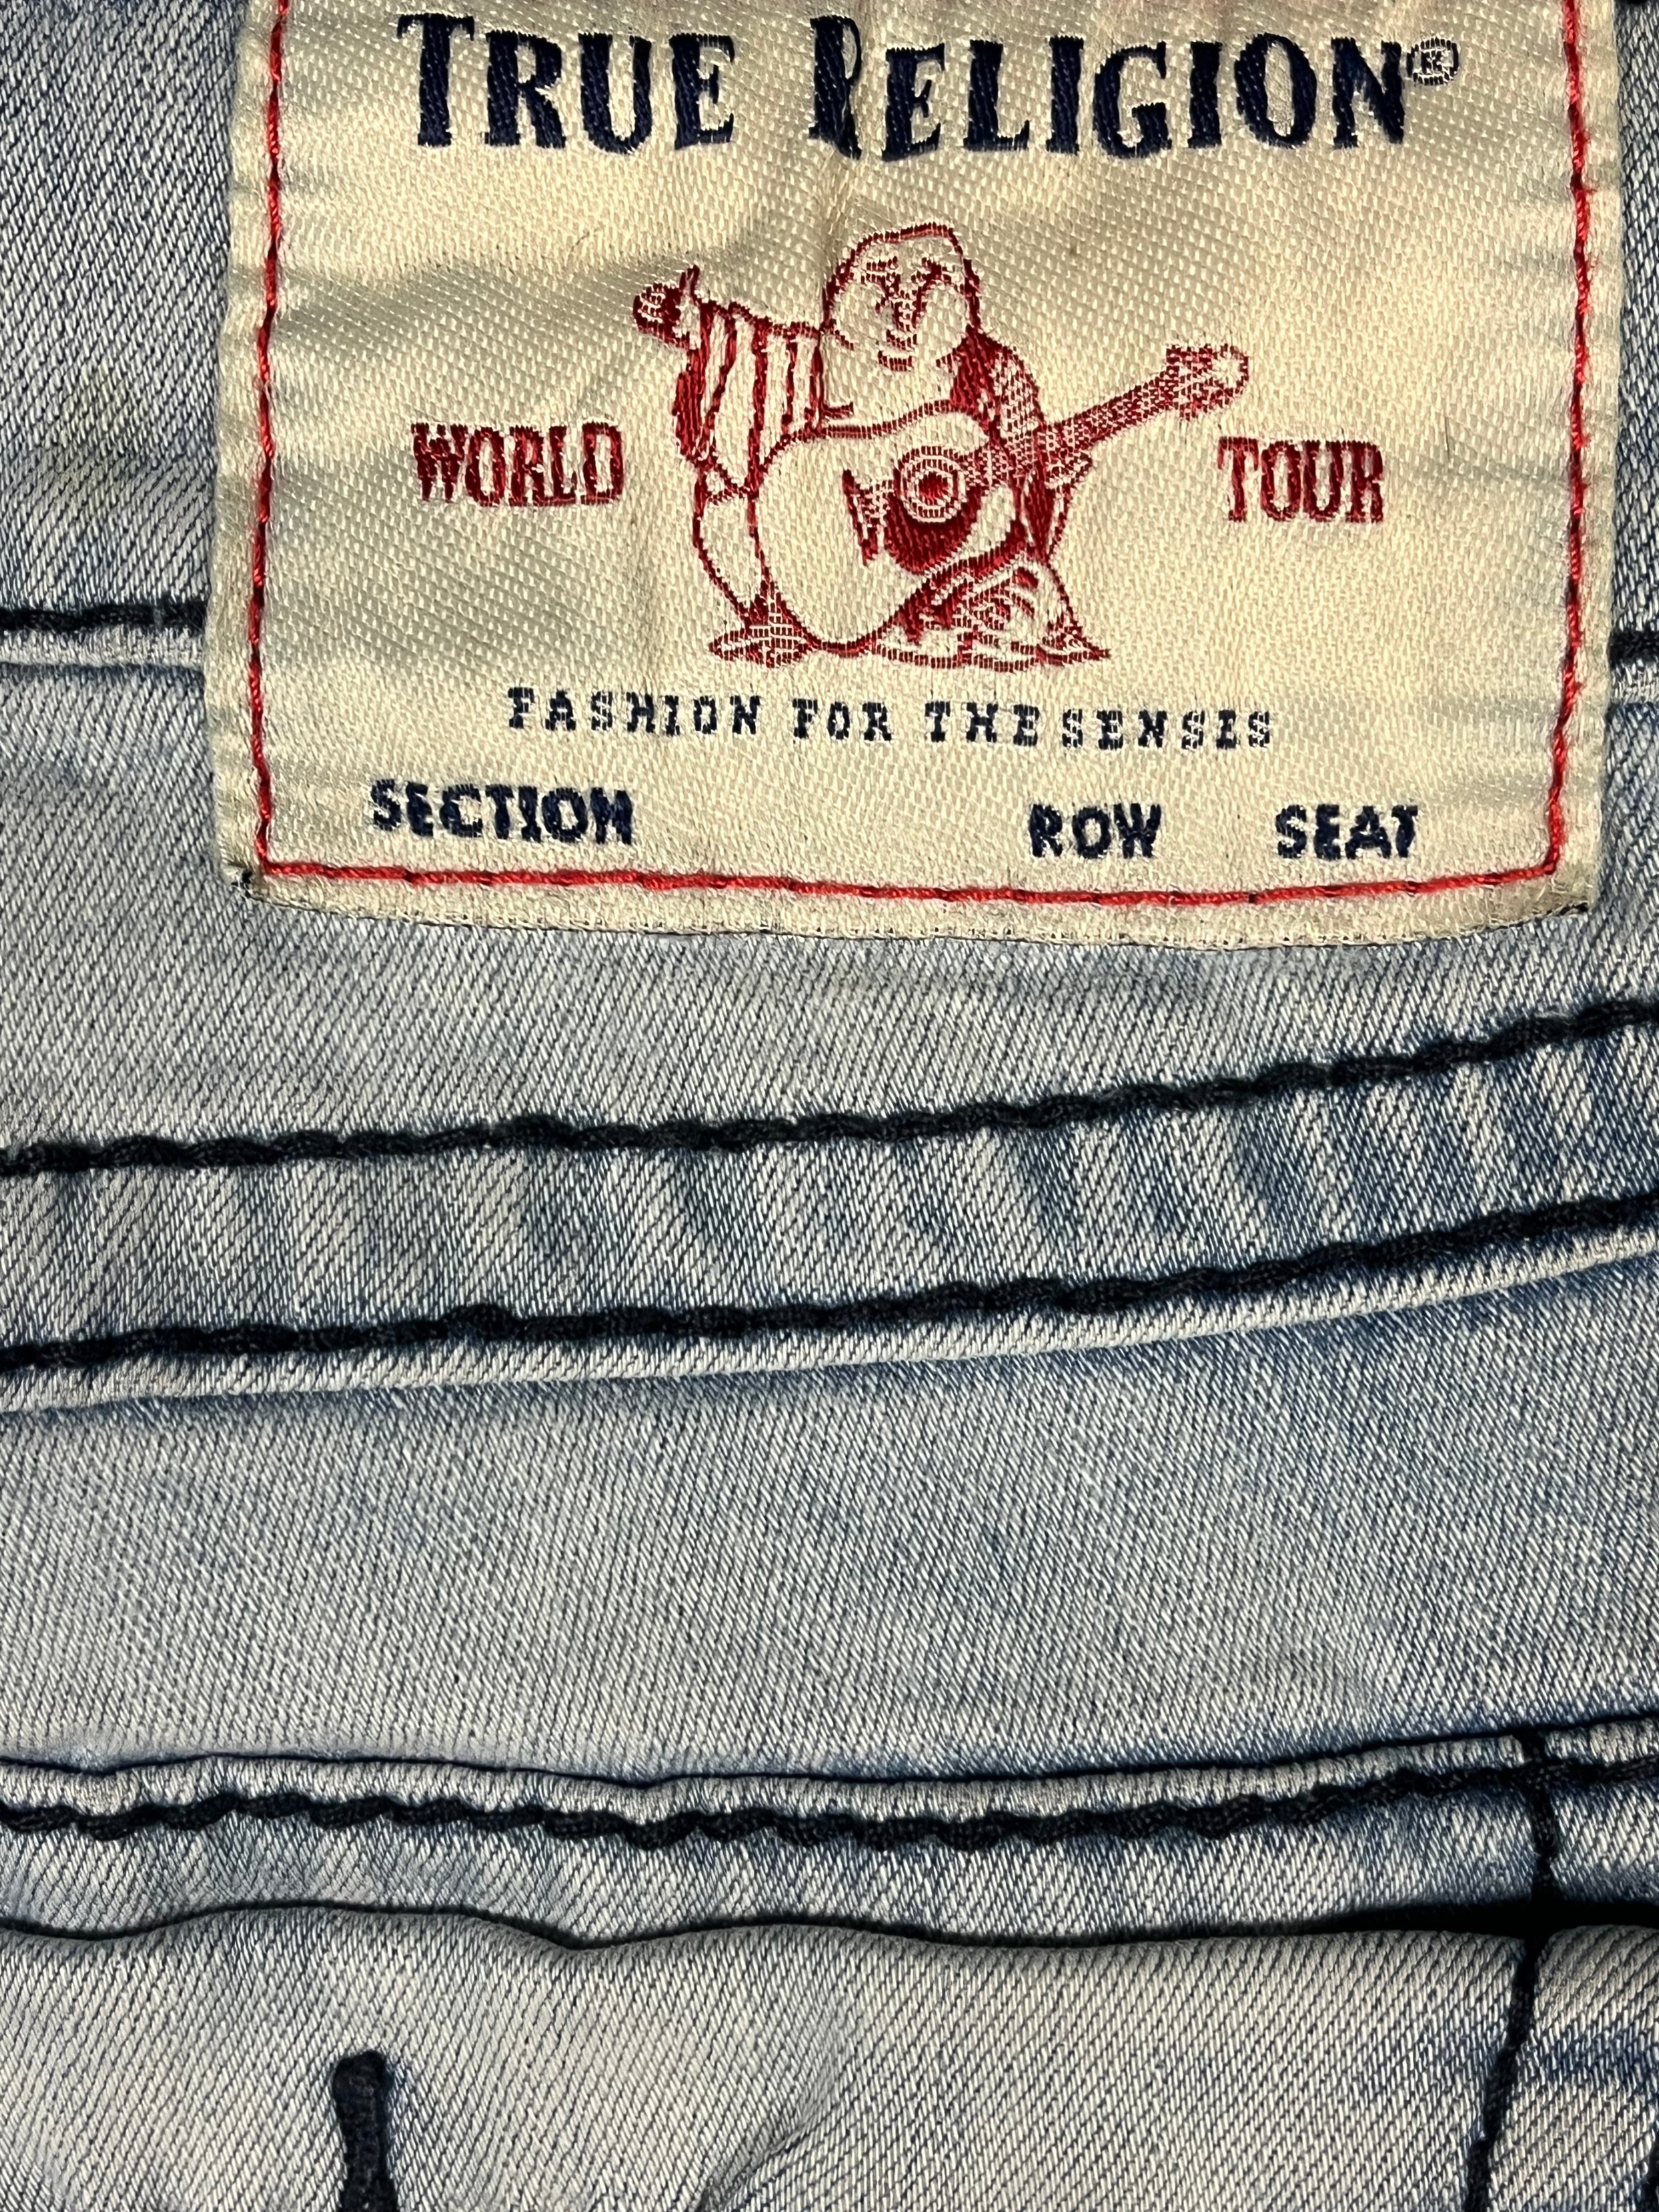 TRUE RELIGION®
WORLD TOUR
FASHION FOR THE SENSES
SECTION ROW SEAT